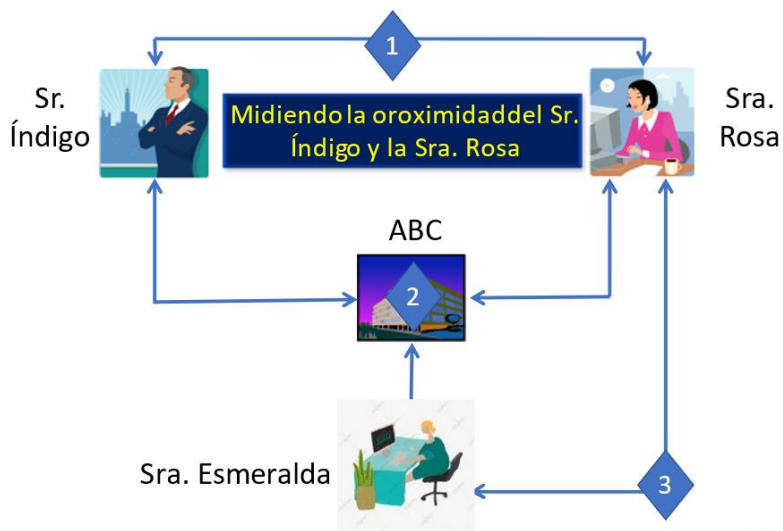 1
Sr.
Índigo
Midiendo la oroximidaddel Sr.
Índigo y la Sra. Rosa
Sra.
Rosa
ABC
2
Sra. Esmeralda
3